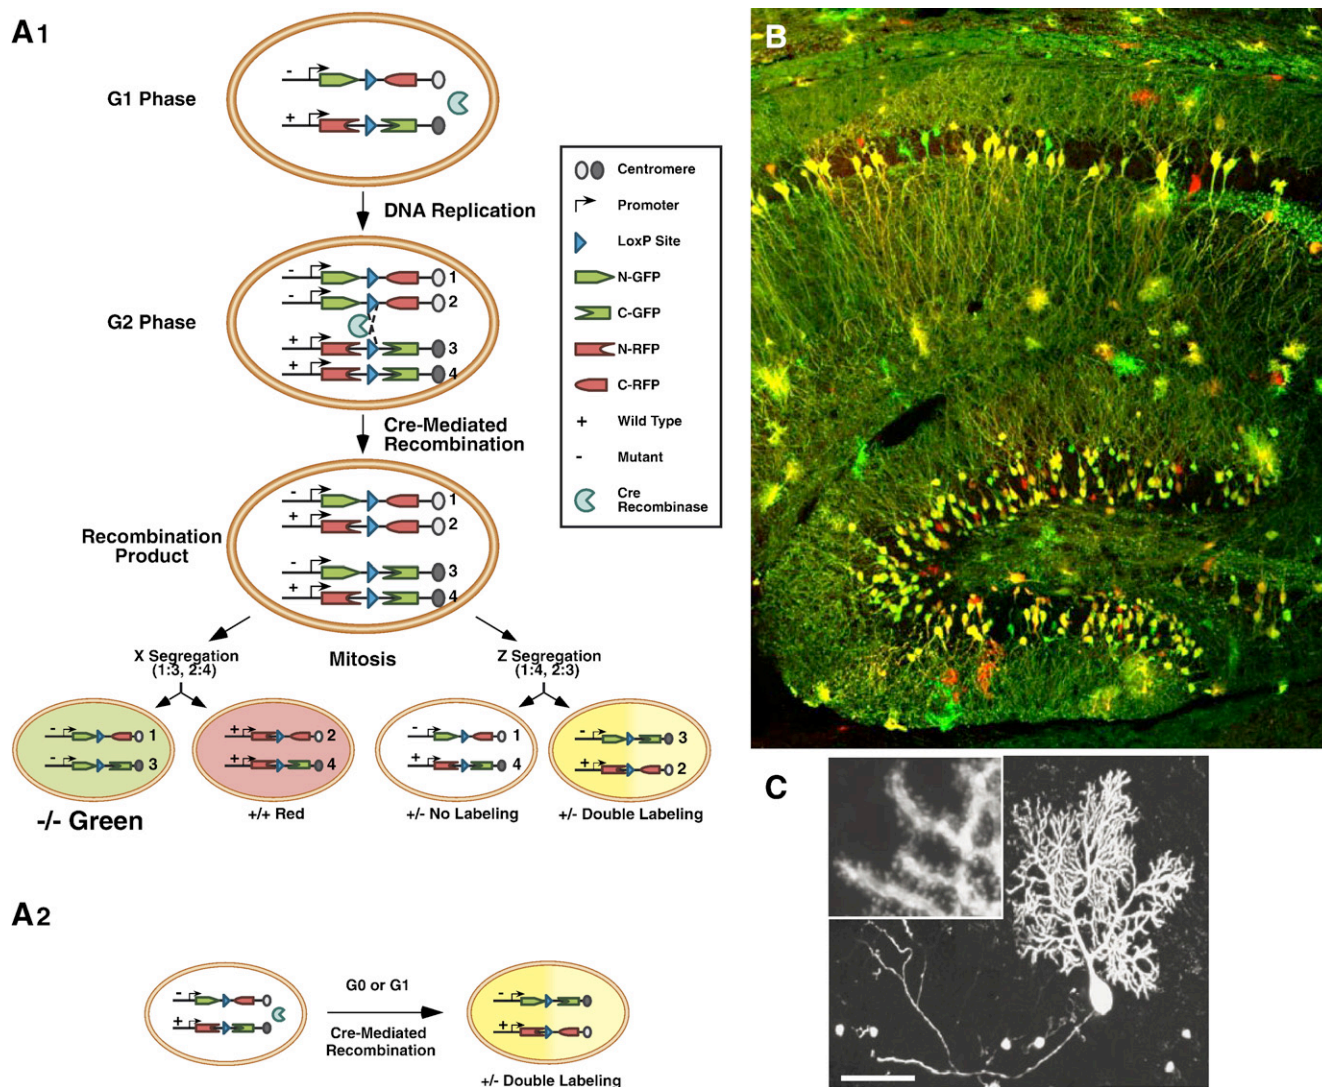 A1
G1 Phase
-
+
DNA Replication
G2 Phase
- 1
- 2
+ 3
+ 4
Cre-Mediated
Recombination
Recombination
Product
- 1
+ 2
- 3
+ 4
X Segregation
(1:3, 2:4)
Mitosis
Z Segregation
(1:4, 2:3)
- 1
- 3
+ 2
+ 4
- 1
+ 4
- 3
+ 2
-/- Green
+/+ Red
+/- No Labeling
+/- Double Labeling
Centromere
Promoter
LoxP Site
N-GFP
C-GFP
N-RFP
C-RFP
+ Wild Type
- Mutant
Cre
Recombinase
A2
-
+
G0 or G1
Cre-Mediated
Recombination
-
+
+/- Double Labeling
B
C